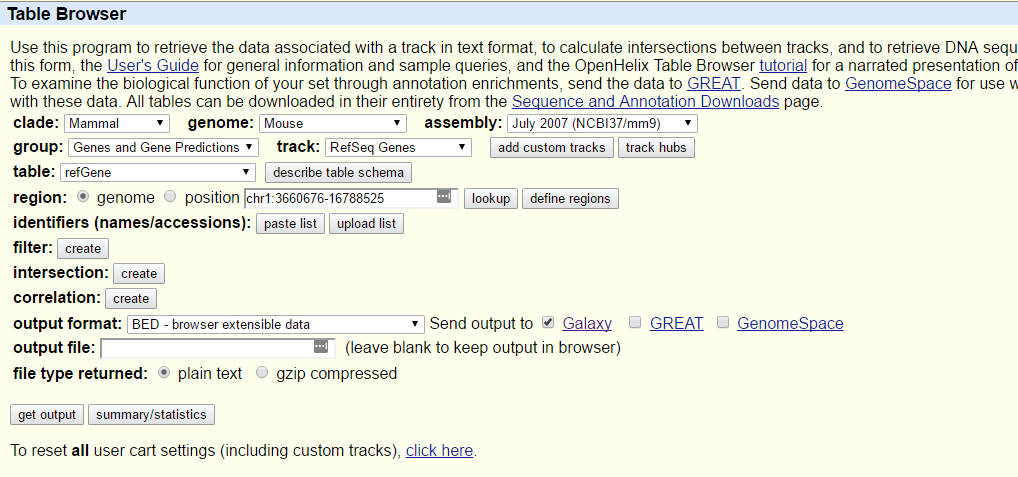 Table Browser
Use this program to retrieve the data associated with a track in text format, to calculate intersections between tracks, and to retrieve DNA sequ
this form, the User's Guide for general information and sample queries, and the OpenHelix Table Browser tutorial for a narrated presentation of
To examine the biological function of your set through annotation enrichments, send the data to GREAT. Send data to GenomeSpace for use w
with these data. All tables can be downloaded in their entirety from the Sequence and Annotation Downloads page.
clade: Mammal genome: Mouse assembly: July 2007 (NCBI37/mm9)
group: Genes and Gene Predictions track: RefSeq Genes add custom tracks track hubs
table: refGene describe table schema
region: genome position chr1:3660676-16788525 lookup define regions
identifiers (names/accessions): paste list upload list
filter: create
intersection: create
correlation: create
output format: BED - browser extensible data Send output to Galaxy GREAT GenomeSpace
output file: (leave blank to keep output in browser)
file type returned: plain text gzip compressed
get output summary/statistics
To reset all user cart settings (including custom tracks), click here.